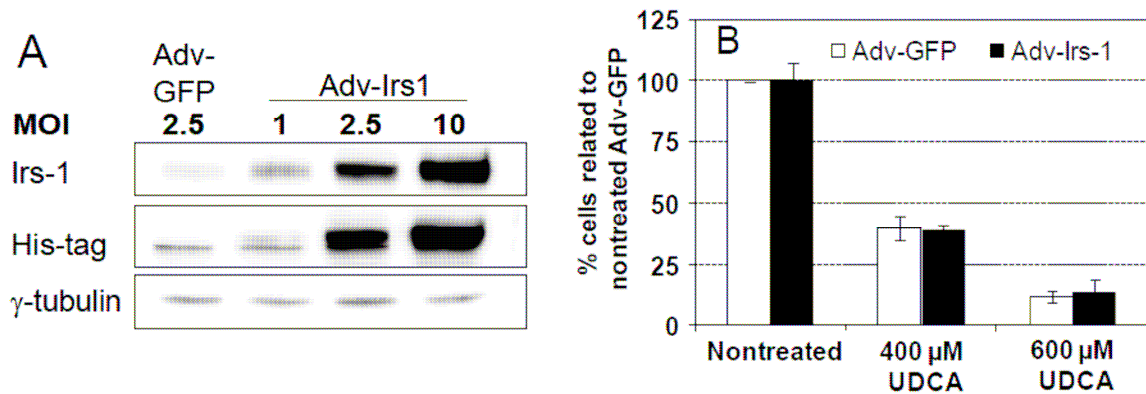 A
Adv-
GFP
Adv-Irs1
MOI 2.5 1 2.5 10
Irs-1
His-tag
γ-tubulin
B
Adv-GFP Adv-Irs-1
% cells related to
nontreated Adv-GFP
125
100
75
50
25
0
Nontreated 400 µM 600 µM
UDCA UDCA